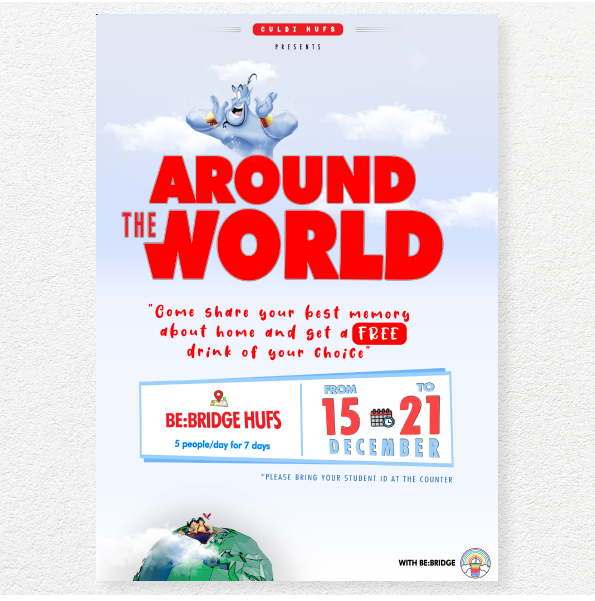 CULDI HUFS
PRESENTS
AROUND
THE WORLD
"Come share your best memory
about home and get a FREE
drink of your choice"
BE:BRIDGE HUFS
5 people/day for 7 days
FROM TO
15 21
DECEMBER
*PLEASE BRING YOUR STUDENT ID AT THE COUNTER
WITH BE:BRIDGE